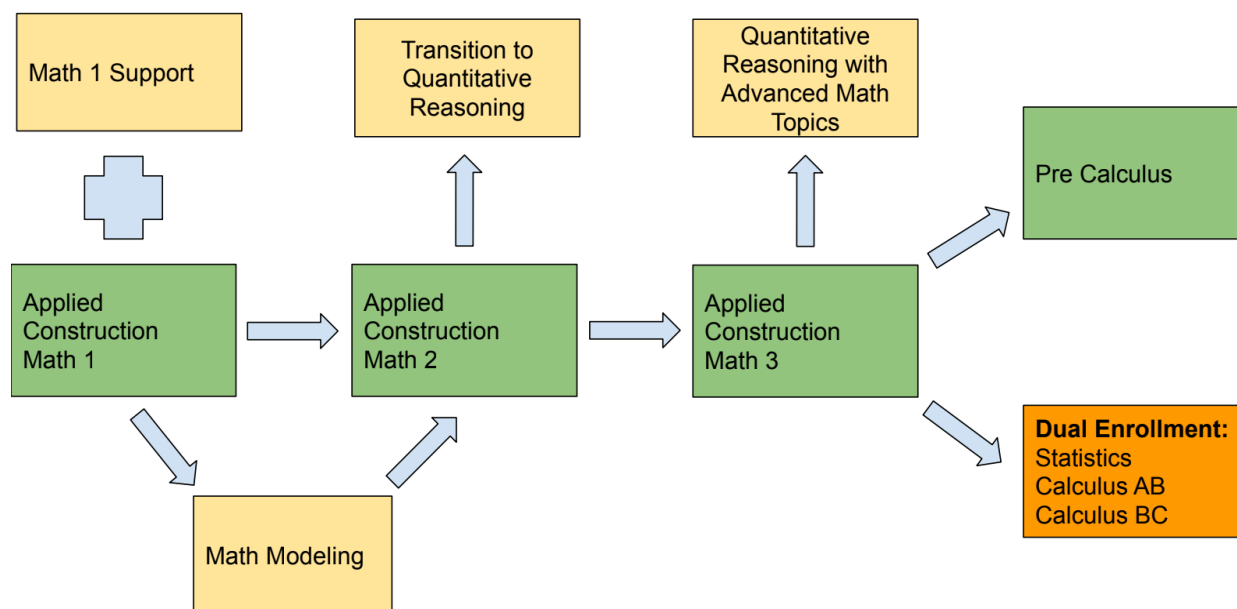 Math 1 Support
Transition to
Quantitative
Reasoning
Quantitative
Reasoning with
Advanced Math
Topics
Pre Calculus
Applied
Construction
Math 1
Applied
Construction
Math 2
Applied
Construction
Math 3
Dual Enrollment:
Statistics
Calculus AB
Calculus BC
Math Modeling